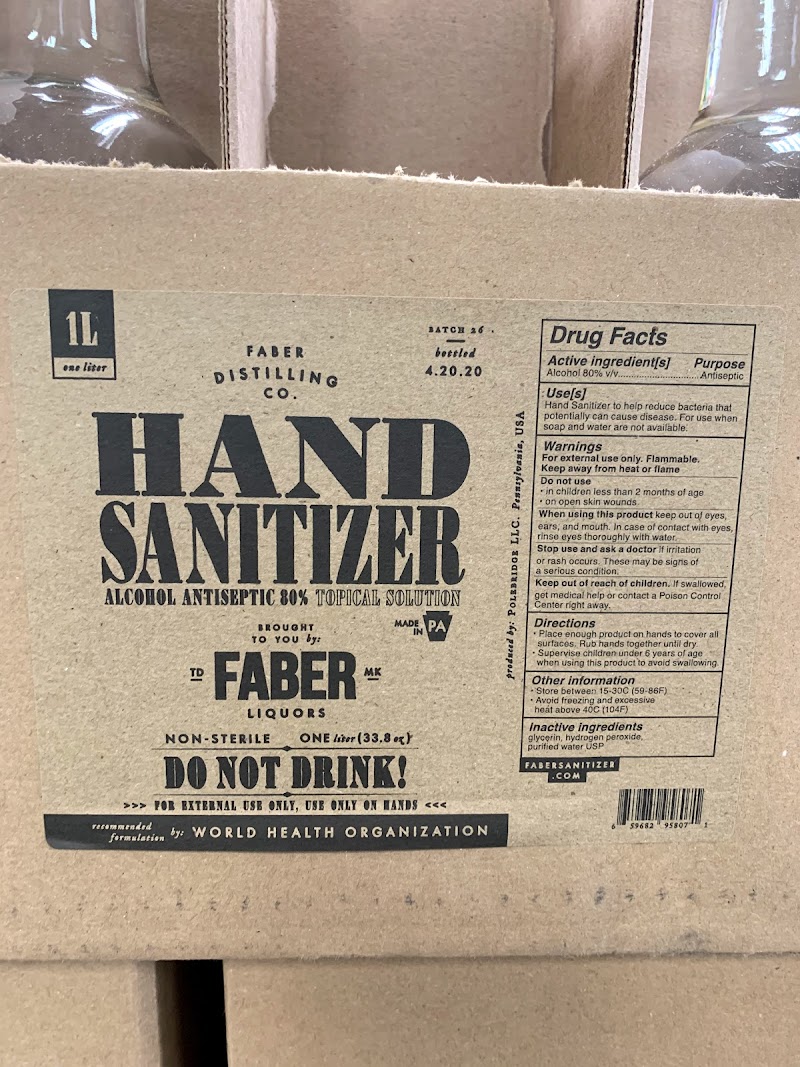 1L
one liter
FABER
DISTILLING
CO.
BATCH 26.
bottled
4.20.20
HAND
SANITIZER
ALCOHOL ANTISEPTIC 80% TOPICAL SOLUTION
BROUGHT
TO YOU by:
MADE
IN PA
TD FABER MK
LIQUORS
NON-STERILE ONE liter (33.8 oz)
DO NOT DRINK!
>>> FOR EXTERNAL USE ONLY, USE ONLY ON HANDS <<<
recommended
formulation by: WORLD HEALTH ORGANIZATION
produced by: POLEBRIDGE LLC. Pennsylvania, USA
Drug Facts
Active ingredient[s] Purpose
Alcohol 80% v/v..............................Antiseptic
Use[s]
Hand Sanitizer to help reduce bacteria that
potentially can cause disease. For use when
soap and water are not available.
Warnings
For external use only. Flammable.
Keep away from heat or flame
Do not use
• in children less than 2 months of age
• on open skin wounds
When using this product keep out of eyes,
ears, and mouth. In case of contact with eyes,
rinse eyes thoroughly with water.
Stop use and ask a doctor if irritation
or rash occurs. These may be signs of
a serious condition.
Keep out of reach of children. If swallowed,
get medical help or contact a Poison Control
Center right away.
Directions
• Place enough product on hands to cover all
surfaces. Rub hands together until dry.
• Supervise children under 6 years of age
when using this product to avoid swallowing.
Other information
• Store between 15-30C (59-86F)
• Avoid freezing and excessive
heat above 40C (104F)
Inactive ingredients
glycerin, hydrogen peroxide,
purified water USP
FABERSANITIZER
.COM
6 59682 95807 1